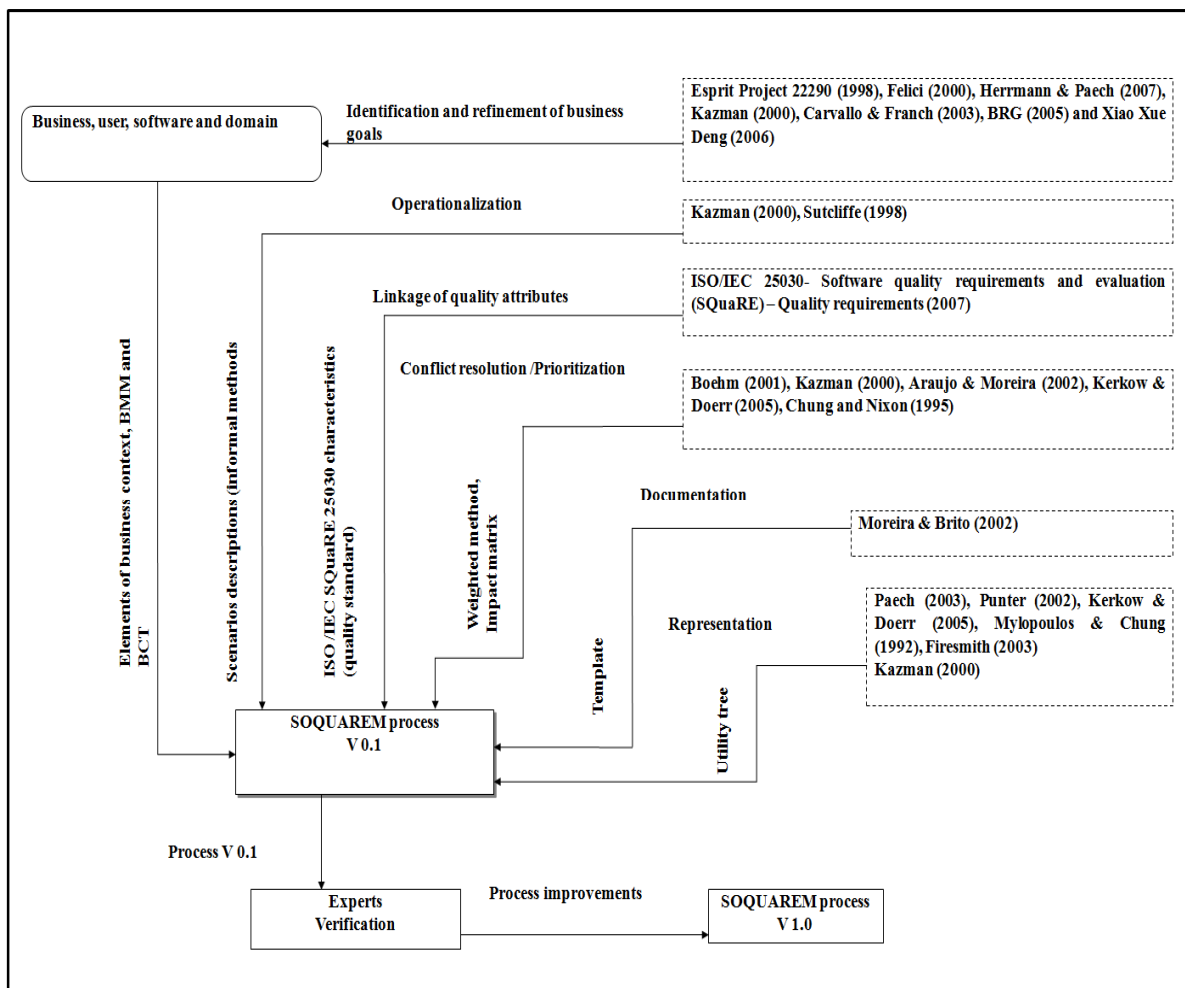 Esprit Project 22290 (1998), Felici (2000), Herrmann & Paech (2007),
Kazman (2000), Carvallo & Franch (2003), BRG (2005) and Xiao Xue
Deng (2006)
Identification and refinement of business
goals
Business, user, software and domain
Operationalization
Kazman (2000), Sutcliffe (1998)
Linkage of quality attributes
ISO/IEC 25030- Software quality requirements and evaluation
(SQuaRE) – Quality requirements (2007)
Conflict resolution /Prioritization
Boehm (2001), Kazman (2000), Araujo & Moreira (2002), Kerkow &
Doerr (2005), Chung and Nixon (1995)
Elements of business context, BMM and
BCT
Scenarios descriptions (informal methods)
ISO /IEC SQuaRE 25030 characteristics
(quality standard)
Weighted method,
Impact matrix
Documentation
Moreira & Brito (2002)
Template
Representation
Paech (2003), Punter (2002), Kerkow &
Doerr (2005), Mylopoulos & Chung
(1992), Firesmith (2003)
Kazman (2000)
Utility tree
SOQUAREM process
V 0.1
Process V 0.1
Experts
Verification
Process improvements
SOQUAREM process
V 1.0